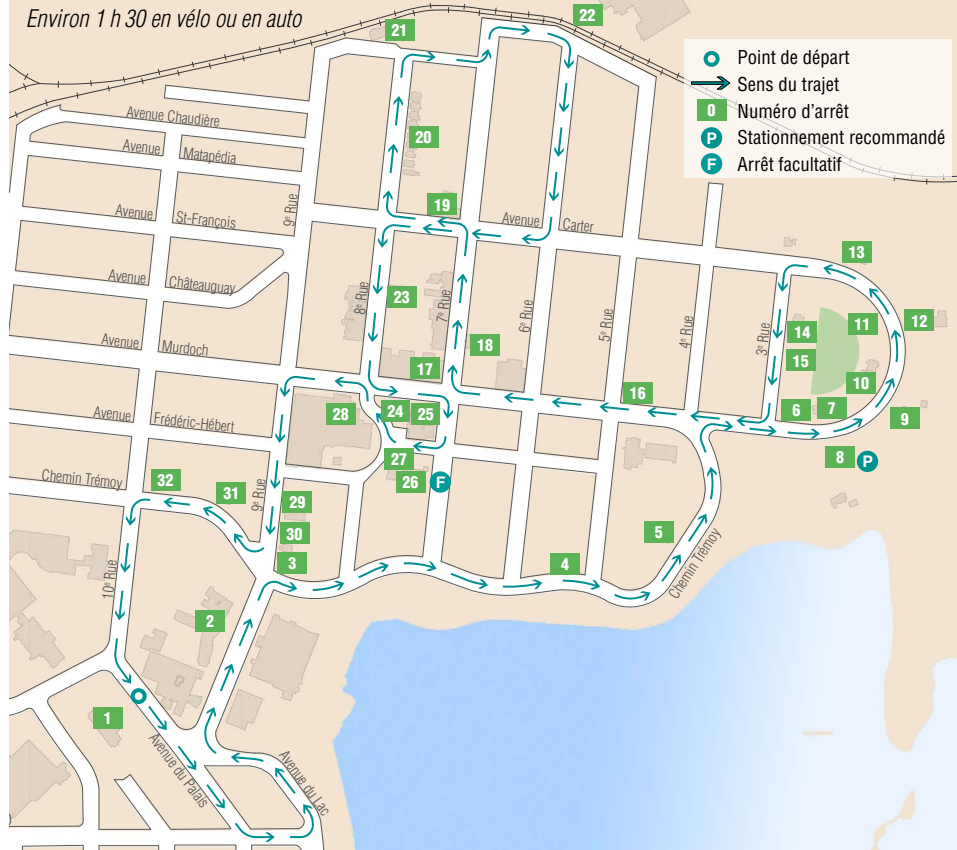 Environ 1 h 30 en vélo ou en auto
Point de départ
Sens du trajet
0 Numéro d'arrêt
P Stationnement recommandé
F Arrêt facultatif
21
22
Avenue Chaudière
Avenue Matapédia
20
Avenue St-François
9e Rue
19
Avenue Carter
13
Avenue Châteauguay
8e Rue
23
7e Rue
6e Rue
5e Rue
4e Rue
3e Rue
14
11
12
Avenue Murdoch
18
15
17
10
16
Avenue Frédéric-Hébert
28
24
25
6
7
9
27
8
P
Chemin Trémoy
32
31
9e Rue
29
26
F
30
5
Chemin Trémoy
3
4
10e Rue
2
1
Avenue du Palais
Avenue du Lac